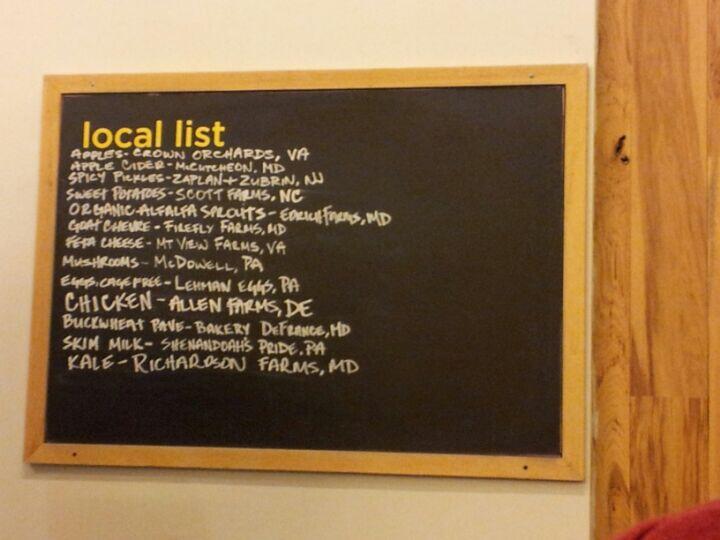 local list
APPLES - CROWN ORCHARDS, VA
APPLE CIDER - MCCUTCHEON, MD
SPICY PICKLES - ZAPLAN + ZUBRIN, NJ
SWEET POTATOES - SCOTT FARMS, NC
ORGANIC ALFALFA SPROUTS - EDRICH FARMS, MD
GOAT CHEVRE - FIREFLY FARMS, MD
FETA CHEESE - MT VIEW FARMS, VA
MUSHROOMS - MCDOWELL, PA
EGGS, CAGE FREE - LEHMAN EGGS, PA
CHICKEN - ALLEN FARMS, DE
BUCKWHEAT PAVE - BAKERY DEFRANCE, MD
SKIM MILK - SHENANDOAH'S PRIDE, PA
KALE - RICHARDSON FARMS, MD